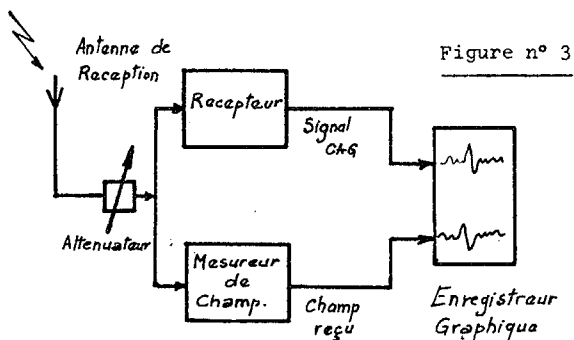 Antenne de
Reception
Figure n° 3
Recepteur
Signal
CAG
Attenuateur
Mesureur
de
Champ.
Champ
reçu
Enregistreur
Graphique